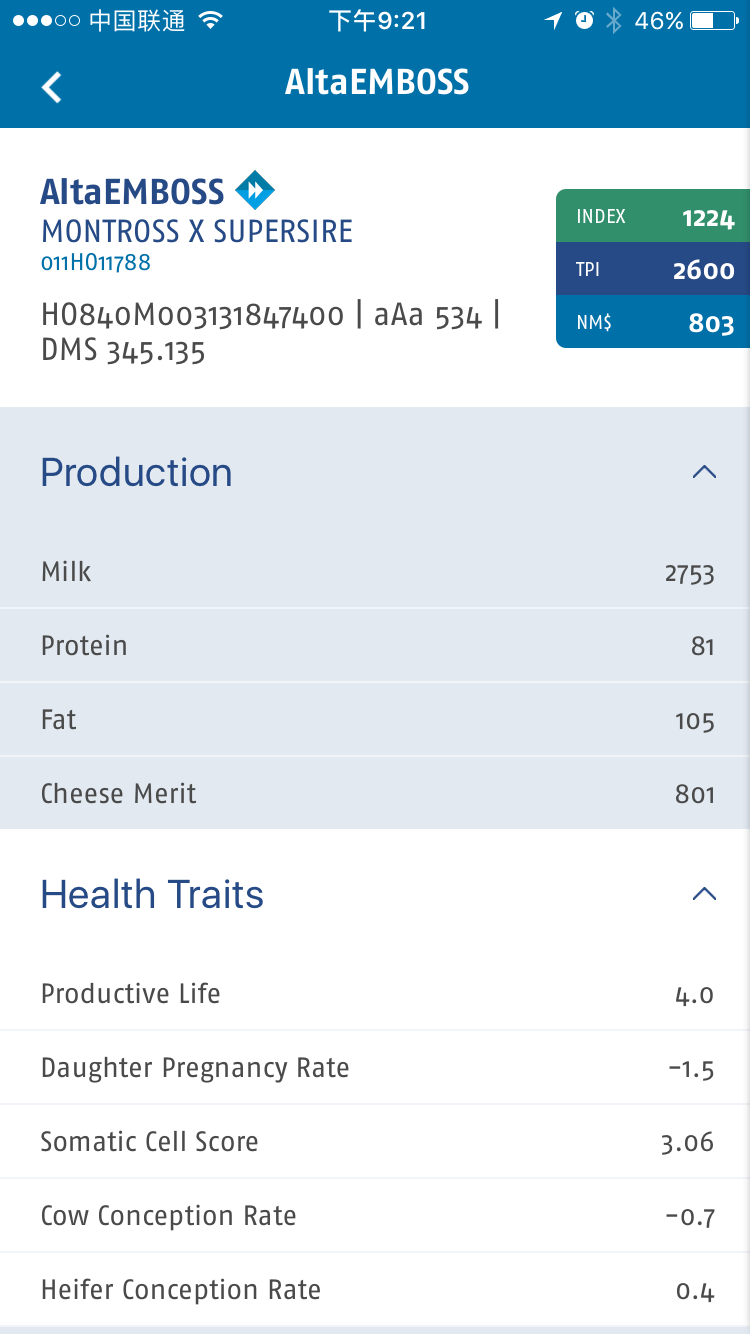 中国联通 下午9:21 46%
AltaEMBOSS
AltaEMBOSS
MONTROSS X SUPERSIRE
011HO11788
HO840M003131847400 | aAa 534 |
DMS 345.135
INDEX 1224
TPI 2600
NM$ 803
Production
Milk 2753
Protein 81
Fat 105
Cheese Merit 801
Health Traits
Productive Life 4.0
Daughter Pregnancy Rate -1.5
Somatic Cell Score 3.06
Cow Conception Rate -0.7
Heifer Conception Rate 0.4